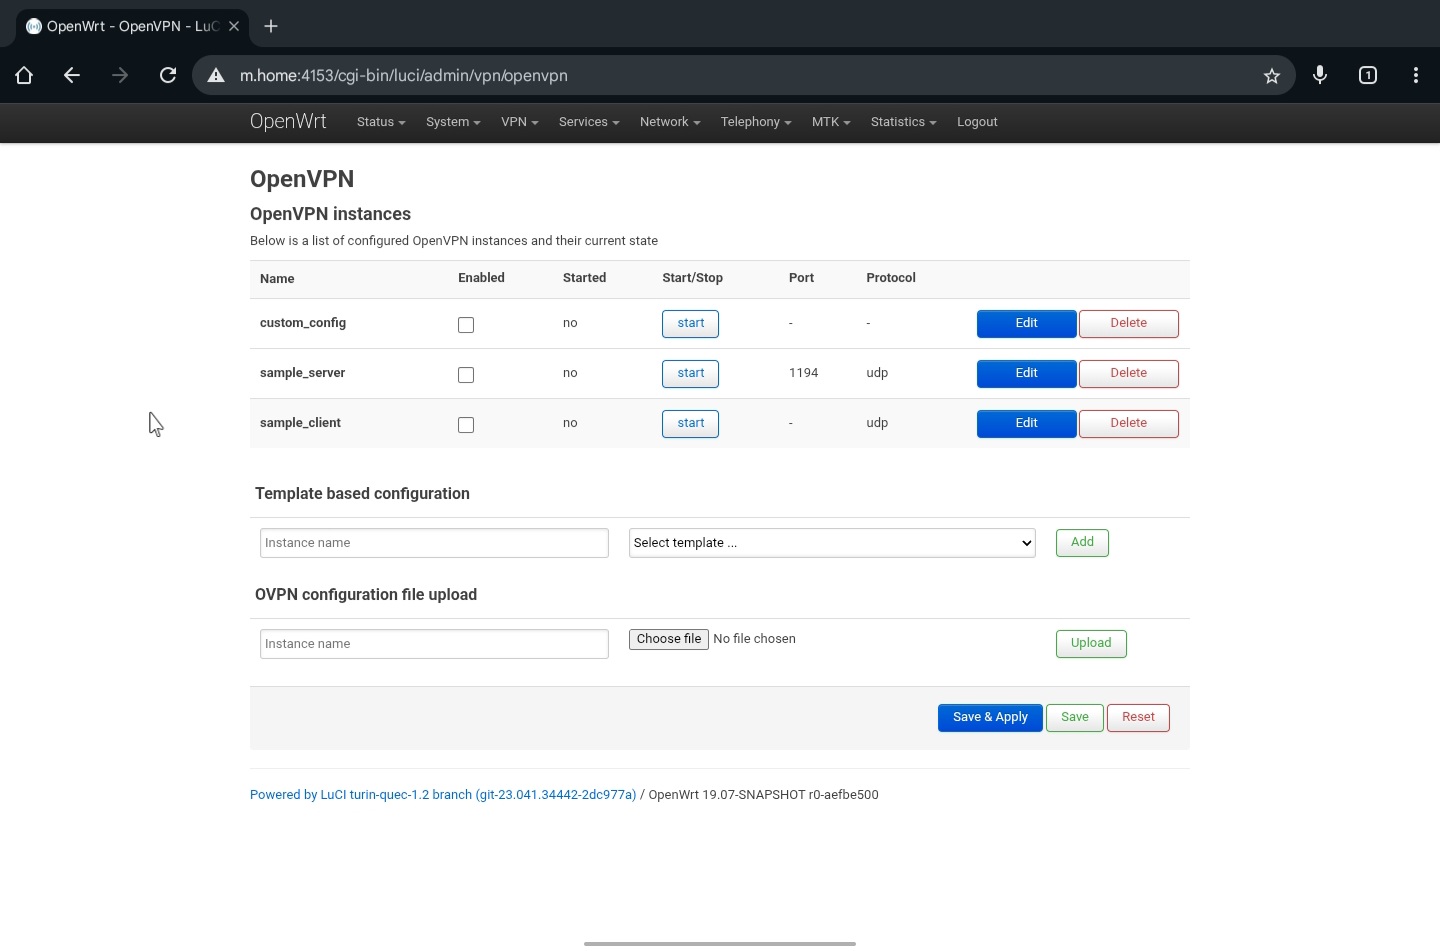 OpenWrt - OpenVPN - LuC
1
m.home:4153/cgi-bin/luci/admin/vpn/openvpn
OpenWrt Status System VPN Services Network Telephony MTK Statistics Logout
OpenVPN
OpenVPN instances
Below is a list of configured OpenVPN instances and their current state
Name Enabled Started Start/Stop Port Protocol
custom_config no start - - Edit Delete
sample_server no start 1194 udp Edit Delete
sample_client no start - udp Edit Delete
Template based configuration
Instance name Select template ... Add
OVPN configuration file upload
Instance name Choose file No file chosen Upload
Save & Apply Save Reset
Powered by LuCI turin-quec-1.2 branch (git-23.041.34442-2dc977a) / OpenWrt 19.07-SNAPSHOT r0-aefbe500